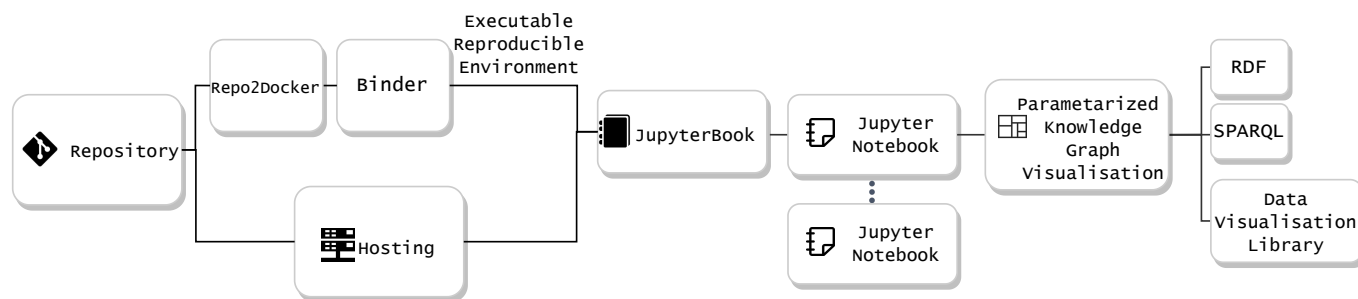 Repository
Repo2Docker
Binder
Executable
Reproducible
Environment
Hosting
JupyterBook
Jupyter
Notebook
Jupyter
Notebook
Parametarized
Knowledge
Graph
Visualisation
RDF
SPARQL
Data
Visualisation
Library